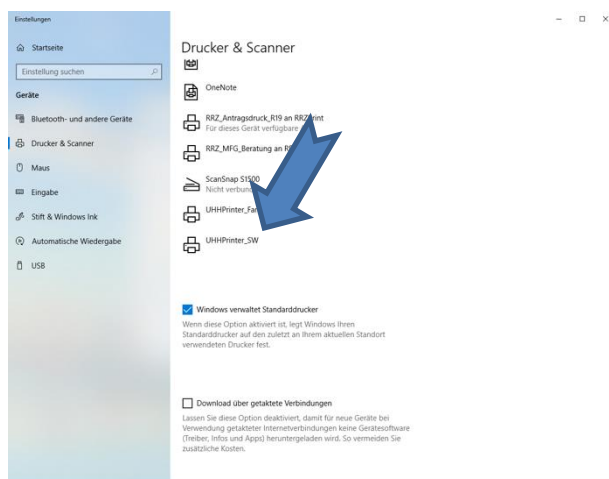 Einstellungen
Startseite
Einstellung suchen
Geräte
Bluetooth- und andere Geräte
Drucker & Scanner
Maus
Eingabe
Stift & Windows Ink
Automatische Wiedergabe
USB
Drucker & Scanner
OneNote
RRZ_Antragsdruck_R19 an
Für dieses Gerät verfügbare
RRZ_MFG_Beratung an
ScanSnap S1500
Nicht
UHHPrinter_SW
Windows verwaltet Standarddrucker
Wenn diese Option aktiviert ist, legt Windows Ihren
Standarddrucker auf den zuletzt an Ihrem aktuellen Standort
verwendeten Drucker fest.
Download über getaktete Verbindungen
Lassen Sie diese Option deaktiviert, damit für neue Geräte bei
Verwendung getakteter Internetverbindungen keine Gerätesoftware
(Treiber, Infos und Apps) heruntergeladen wird. So vermeiden Sie
zusätzliche Kosten.